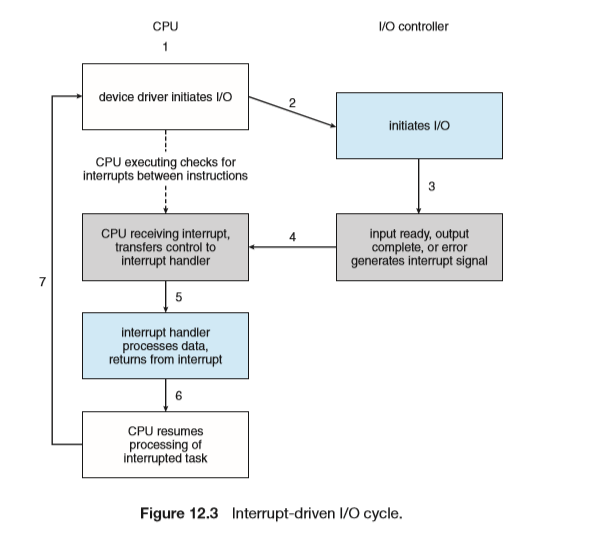 CPU
I/O controller
1
device driver initiates I/O
2
initiates I/O
CPU executing checks for
interrupts between instructions
3
CPU receiving interrupt,
transfers control to
interrupt handler
4
input ready, output
complete, or error
generates interrupt signal
7
5
interrupt handler
processes data,
returns from interrupt
6
CPU resumes
processing of
interrupted task
Figure 12.3 Interrupt-driven I/O cycle.